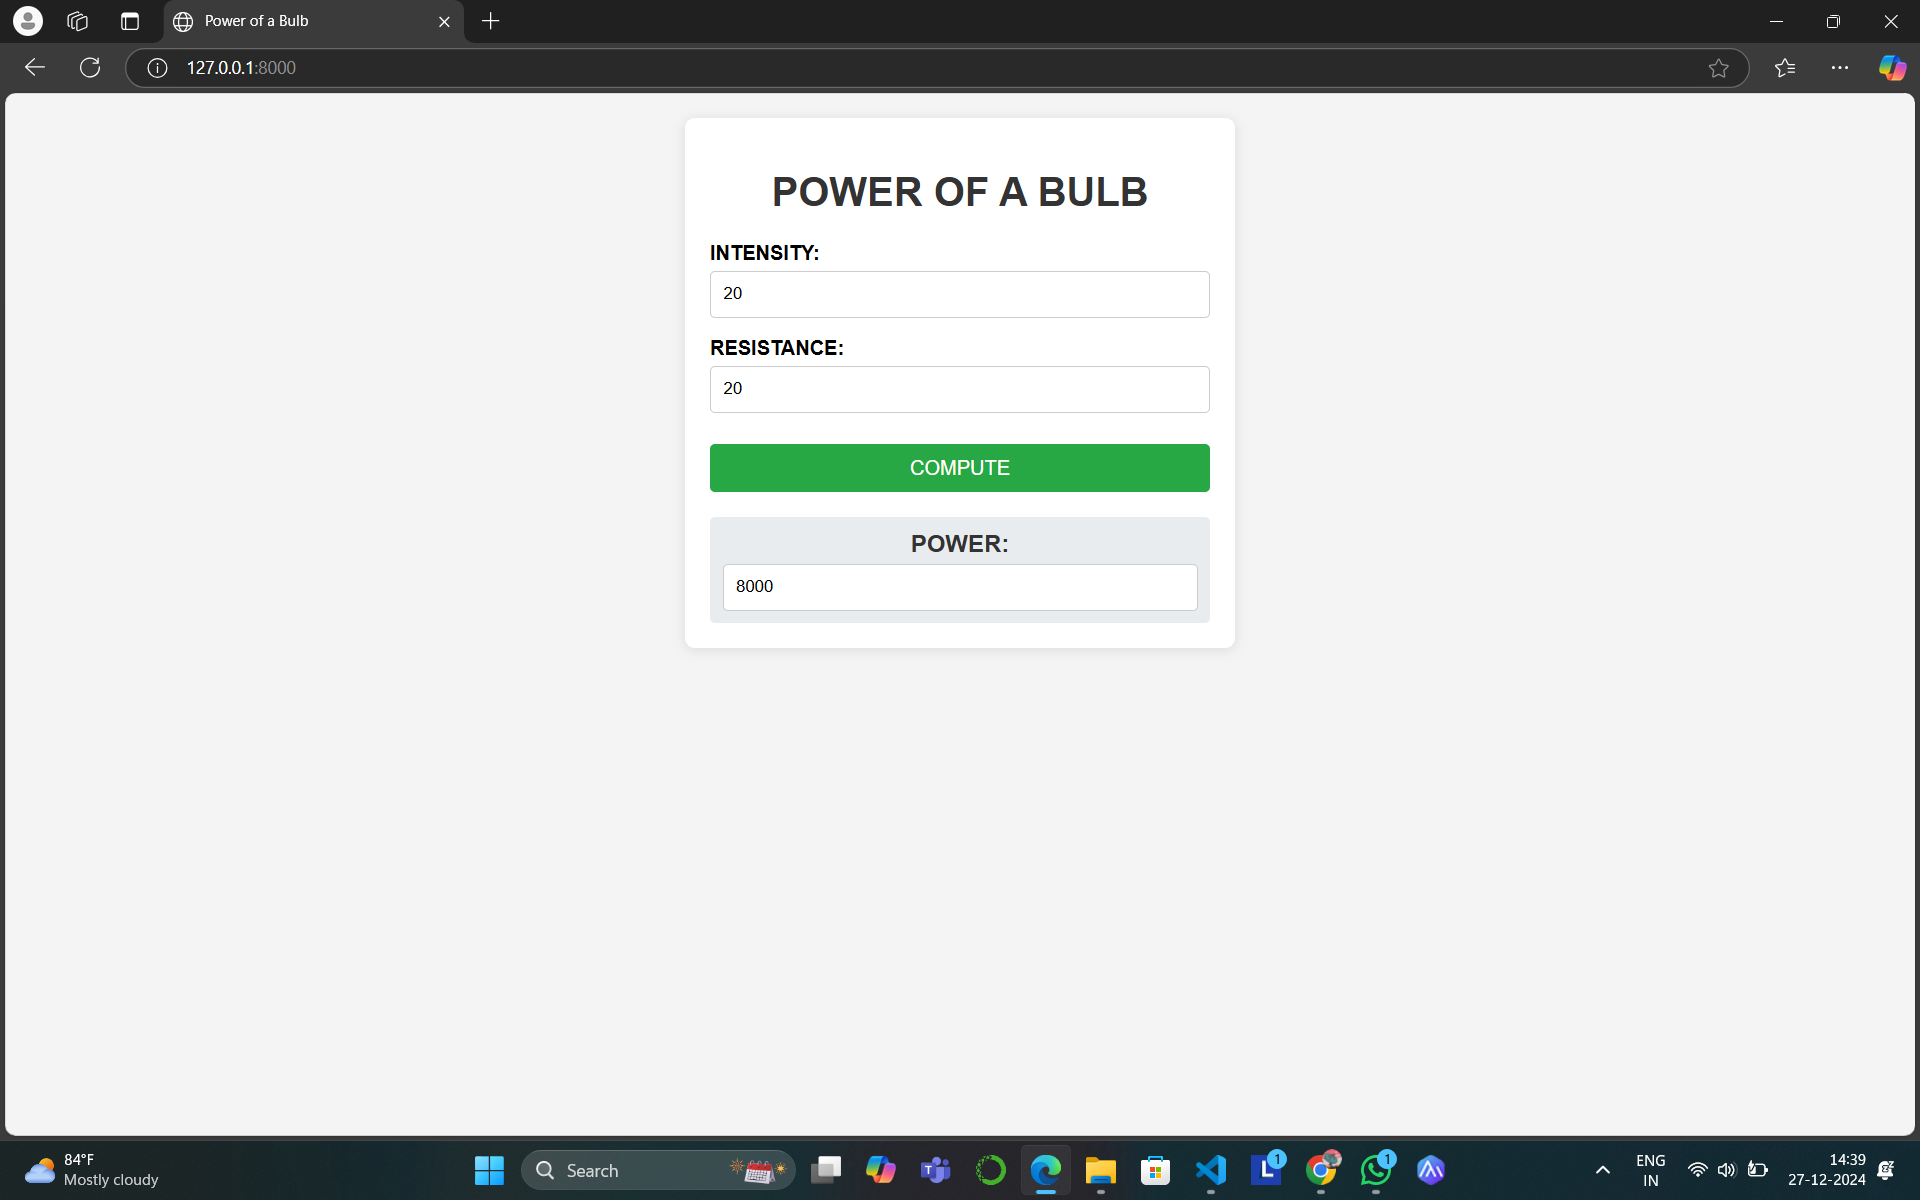 Power of a Bulb
127.0.0.1:8000
POWER OF A BULB
INTENSITY:
20
RESISTANCE:
20
COMPUTE
POWER:
8000
84°F
Mostly cloudy
Search
T
L
1
1
ENG
IN
14:39
27-12-2024